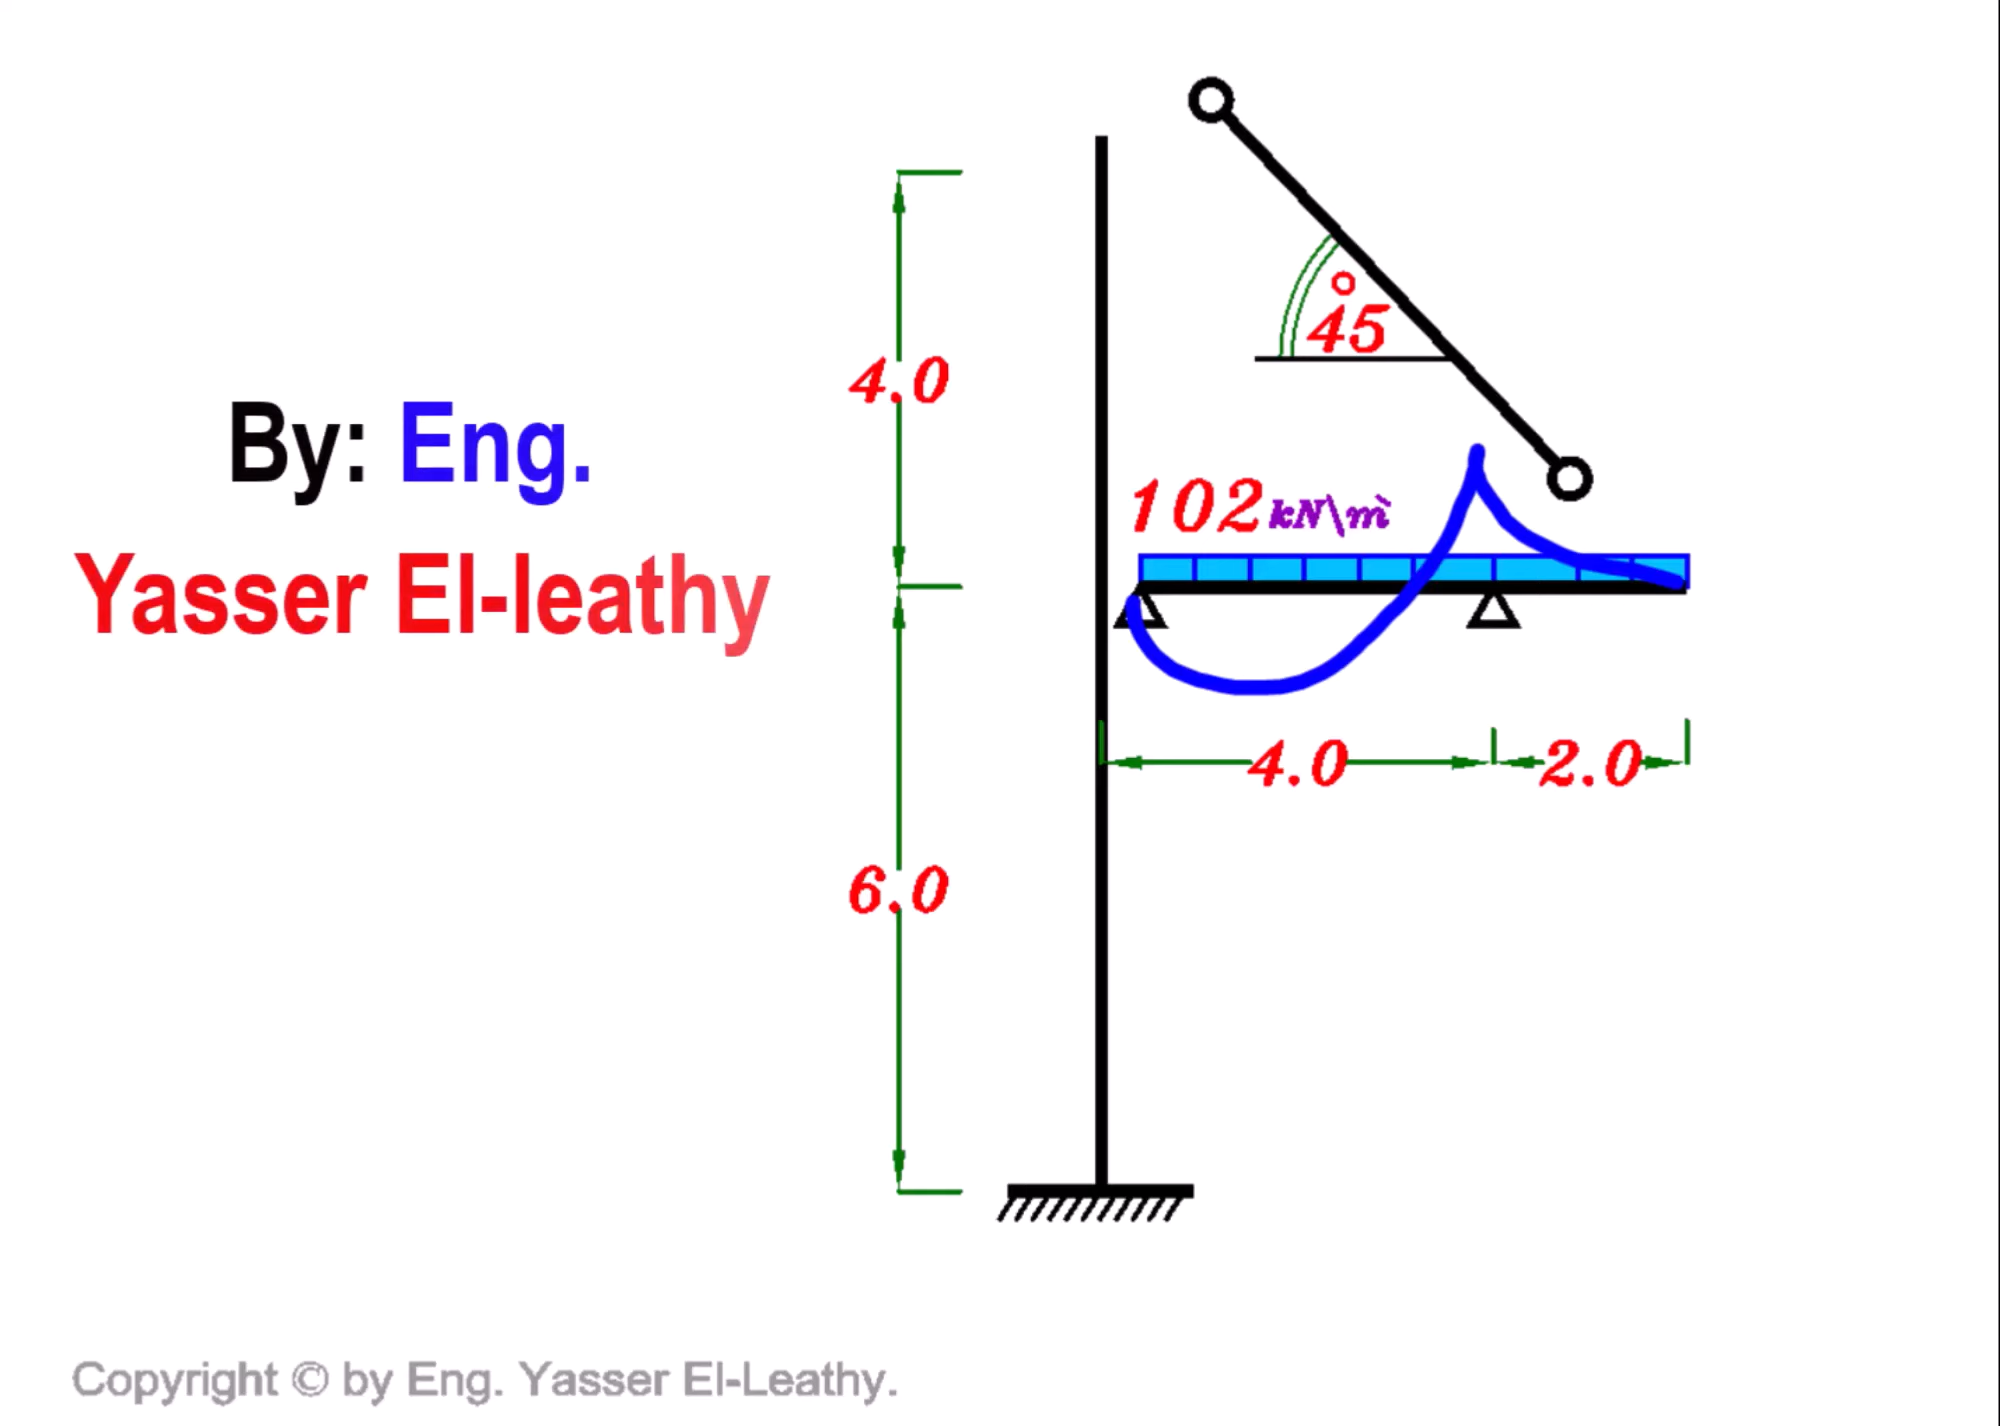 By: Eng.
Yasser El-leathy
45°
4.0
102 kN\m`
4.0
2.0
6.0
Copyright © by Eng. Yasser El-Leathy.